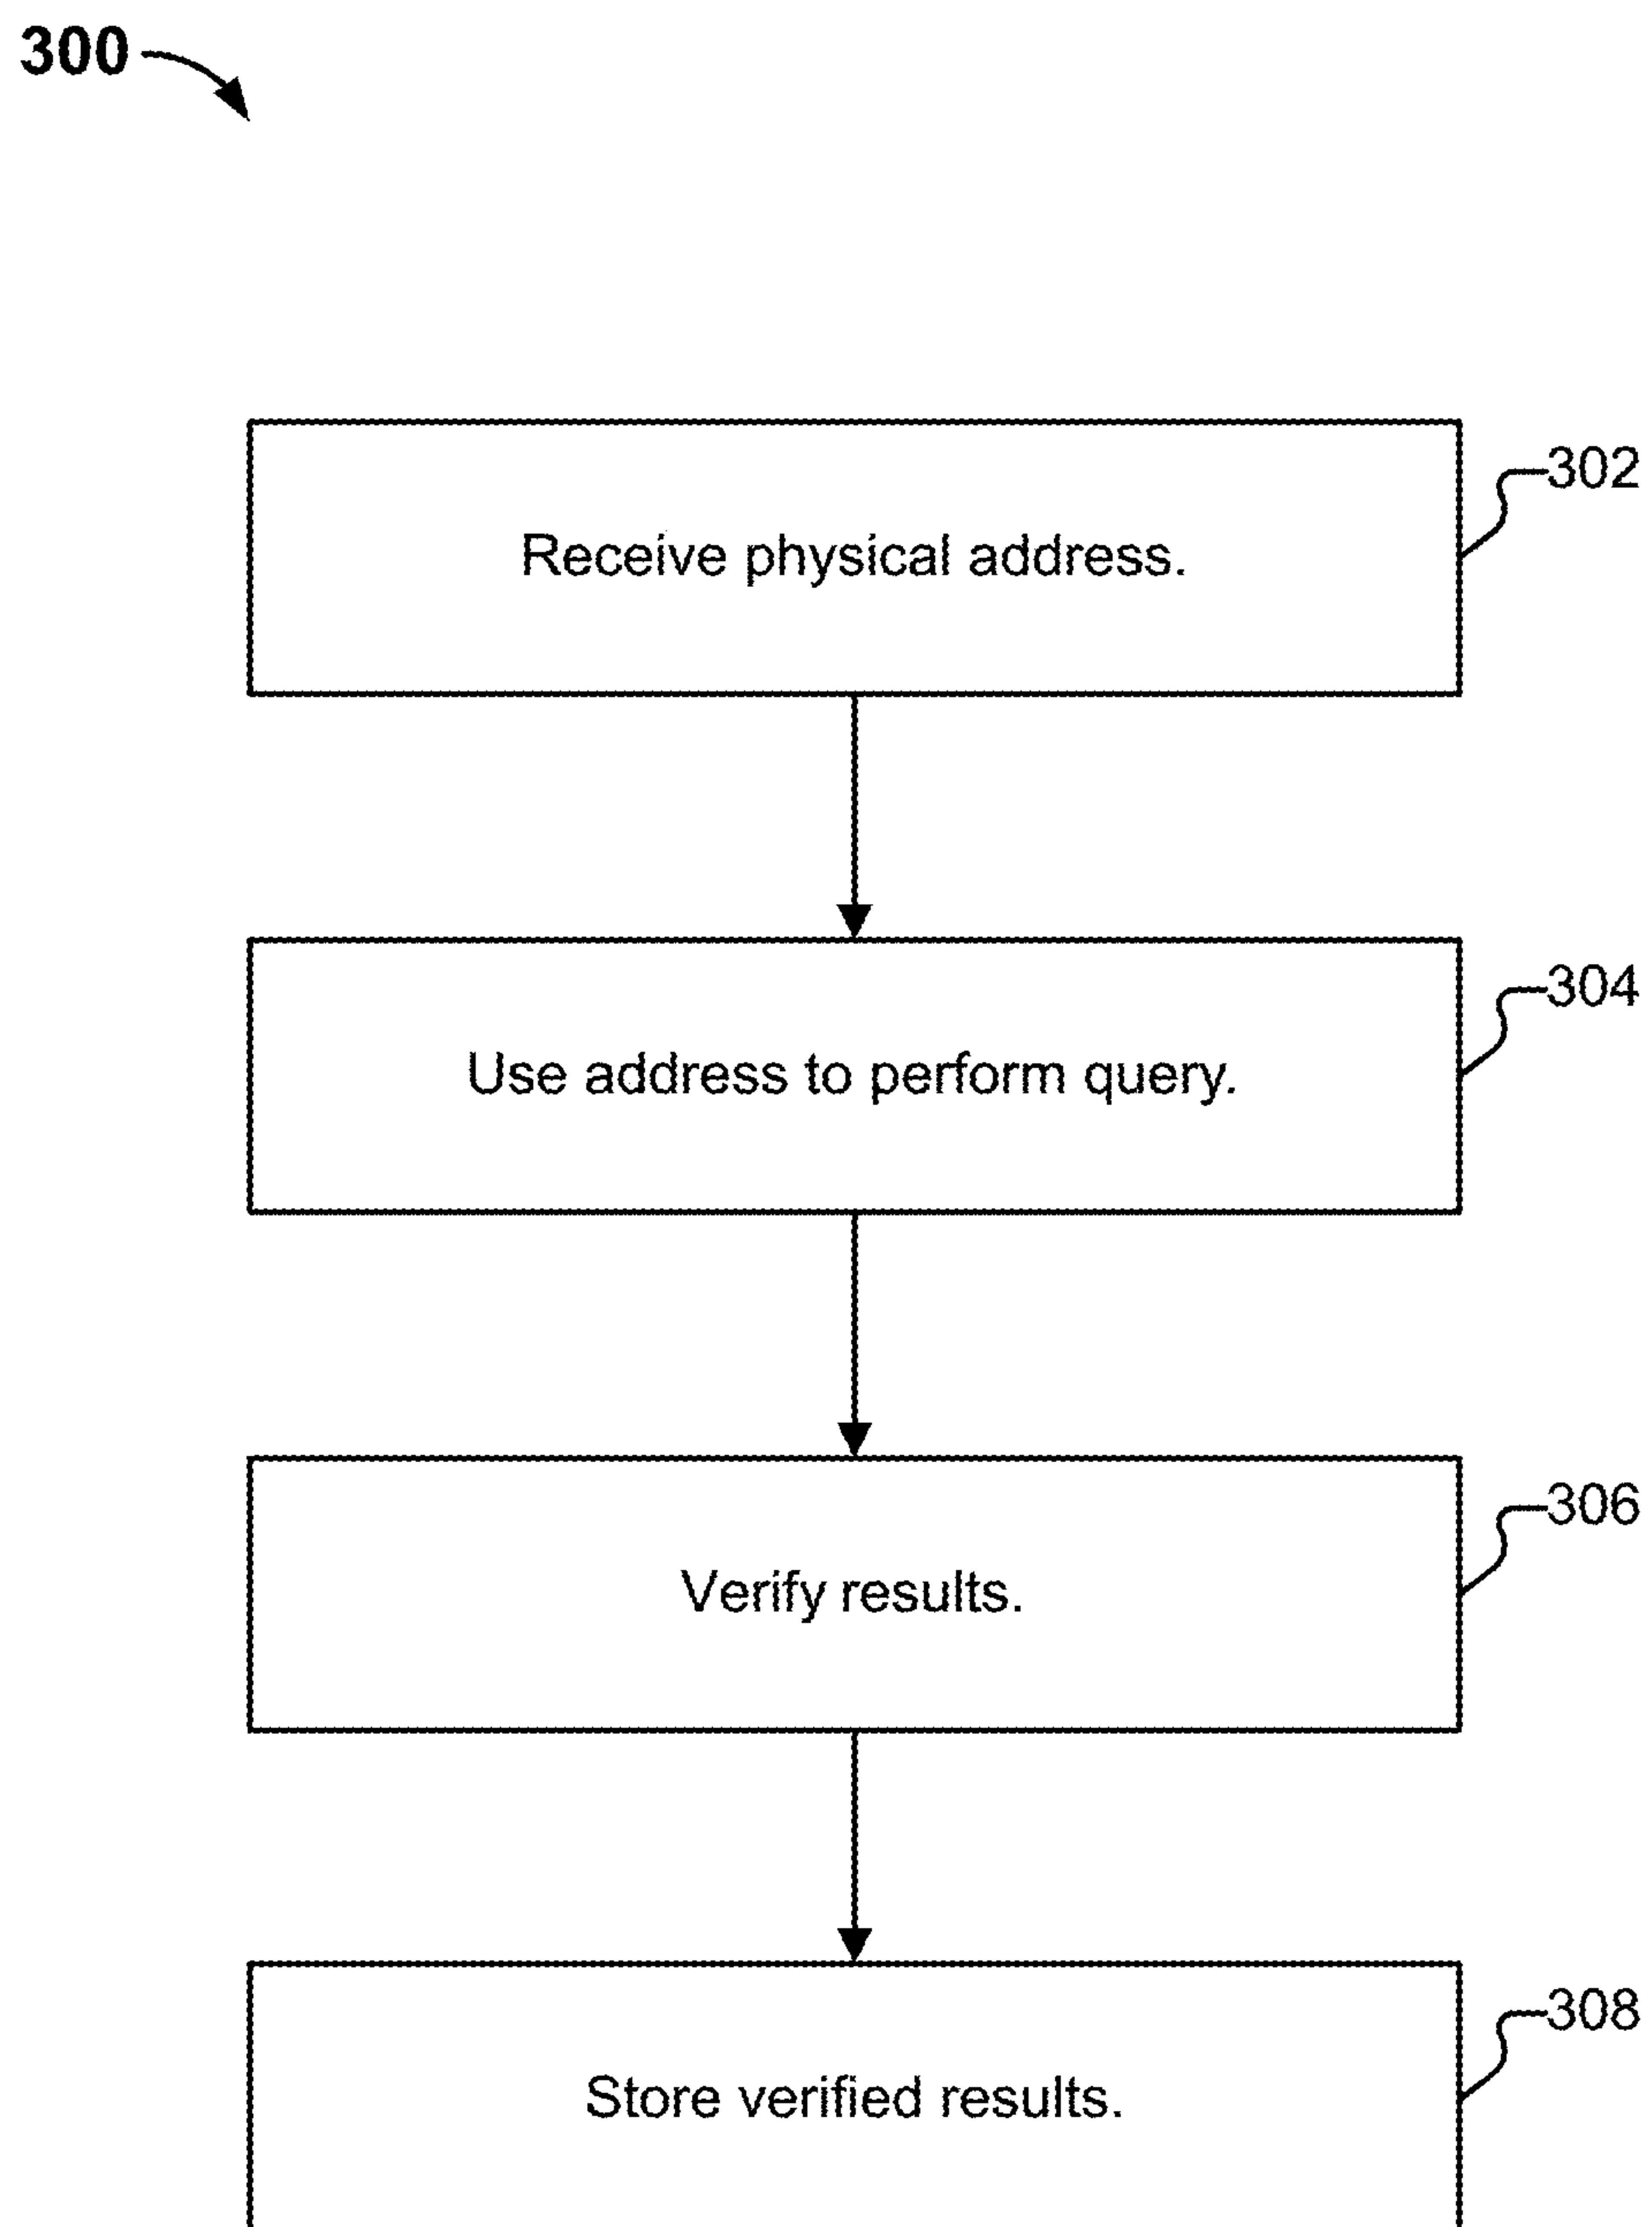 300
302
Receive physical address.
304
Use address to perform query.
306
Verify results.
308
Store verified results.